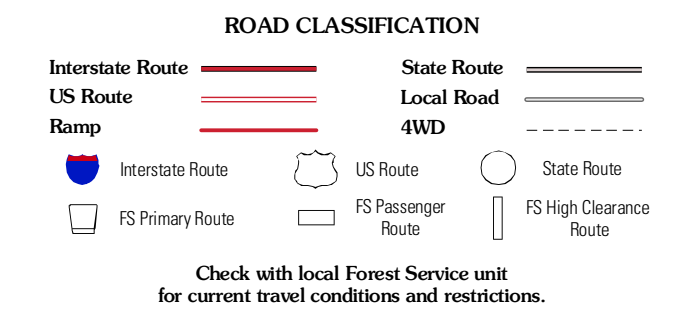 ROAD CLASSIFICATION
Interstate Route
State Route
US Route
Local Road
Ramp
4WD
Interstate Route
US Route
State Route
FS Primary Route
FS Passenger
Route
FS High Clearance
Route
Check with local Forest Service unit
for current travel conditions and restrictions.